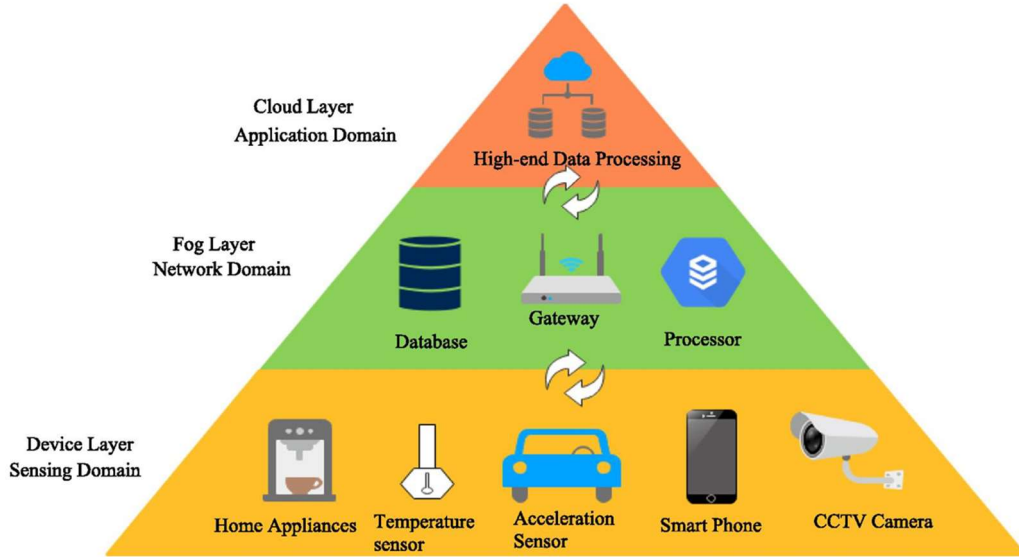 Cloud Layer
Application Domain
High-end Data Processing
Fog Layer
Network Domain
Database
Gateway
Processor
Device Layer
Sensing Domain
Home Appliances
Temperature
sensor
Acceleration
Sensor
Smart Phone
CCTV Camera